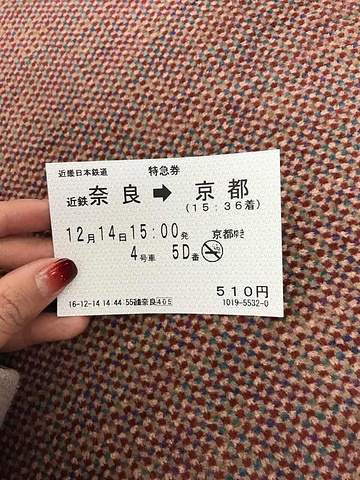 近畿日本鉄道 特急券
近鉄奈良➡京都
(15:36着)
12月14日15:00発 京都ゆき
4号車 5D番
510円
16-12-14 14:44 奈良405 1019-5532-0